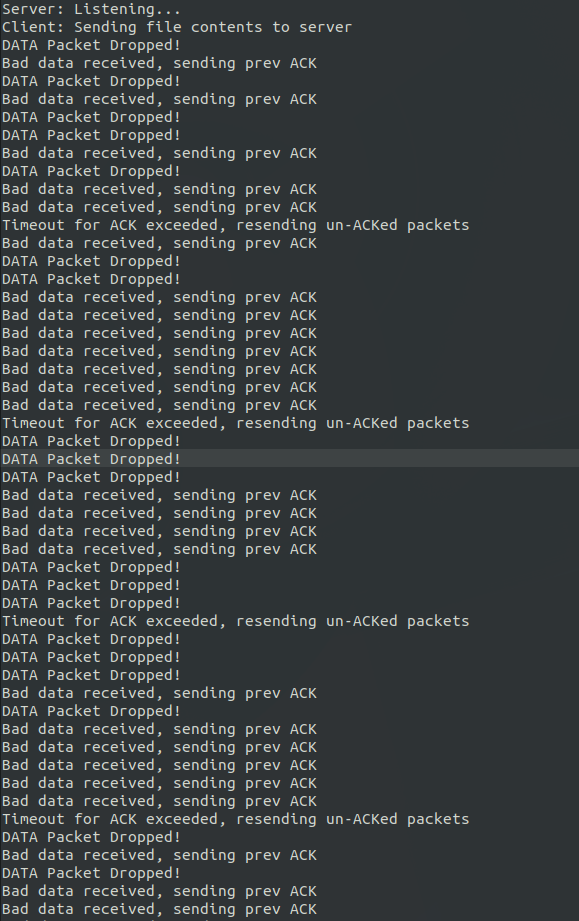 Server: Listening...
Client: Sending file contents to server
DATA Packet Dropped!
Bad data received, sending prev ACK
DATA Packet Dropped!
Bad data received, sending prev ACK
DATA Packet Dropped!
DATA Packet Dropped!
Bad data received, sending prev ACK
DATA Packet Dropped!
Bad data received, sending prev ACK
Bad data received, sending prev ACK
Timeout for ACK exceeded, resending un-ACKed packets
Bad data received, sending prev ACK
DATA Packet Dropped!
DATA Packet Dropped!
Bad data received, sending prev ACK
Bad data received, sending prev ACK
Bad data received, sending prev ACK
Bad data received, sending prev ACK
Bad data received, sending prev ACK
Bad data received, sending prev ACK
Bad data received, sending prev ACK
Timeout for ACK exceeded, resending un-ACKed packets
DATA Packet Dropped!
DATA Packet Dropped!
DATA Packet Dropped!
Bad data received, sending prev ACK
Bad data received, sending prev ACK
Bad data received, sending prev ACK
Bad data received, sending prev ACK
DATA Packet Dropped!
DATA Packet Dropped!
DATA Packet Dropped!
Timeout for ACK exceeded, resending un-ACKed packets
DATA Packet Dropped!
DATA Packet Dropped!
DATA Packet Dropped!
Bad data received, sending prev ACK
DATA Packet Dropped!
Bad data received, sending prev ACK
Bad data received, sending prev ACK
Bad data received, sending prev ACK
Bad data received, sending prev ACK
Bad data received, sending prev ACK
Timeout for ACK exceeded, resending un-ACKed packets
DATA Packet Dropped!
Bad data received, sending prev ACK
DATA Packet Dropped!
Bad data received, sending prev ACK
Bad data received, sending prev ACK